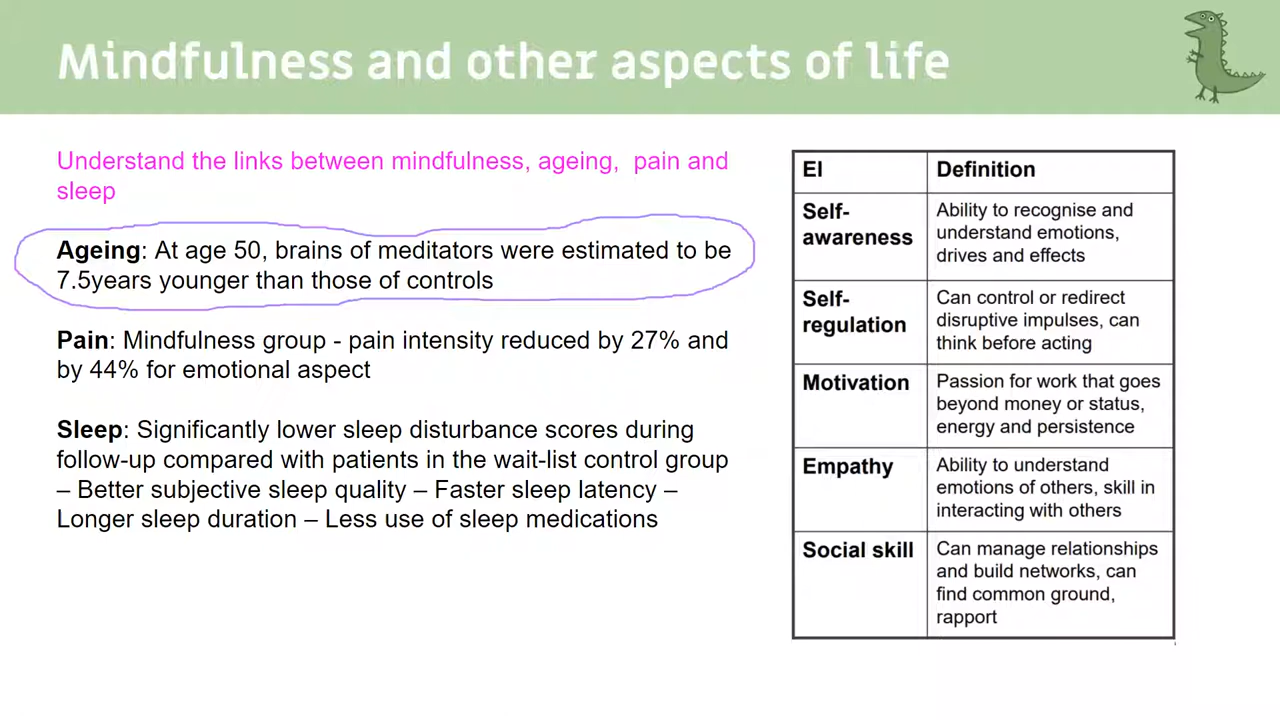 Mindfulness and other aspects of life
Understand the links between mindfulness, ageing,  pain and
sleep
Ageing: At age 50, brains of meditators were estimated to be
7.5years younger than those of controls
Pain: Mindfulness group - pain intensity reduced by 27% and
by 44% for emotional aspect
Sleep: Significantly lower sleep disturbance scores during
follow-up compared with patients in the wait-list control group
– Better subjective sleep quality – Faster sleep latency –
Longer sleep duration – Less use of sleep medications
EI
Definition
Self-
awareness
Ability to recognise and
understand emotions,
drives and effects
Self-
regulation
Can control or redirect
disruptive impulses, can
think before acting
Motivation
Passion for work that goes
beyond money or status,
energy and persistence
Empathy
Ability to understand
emotions of others, skill in
interacting with others
Social skill
Can manage relationships
and build networks, can
find common ground,
rapport